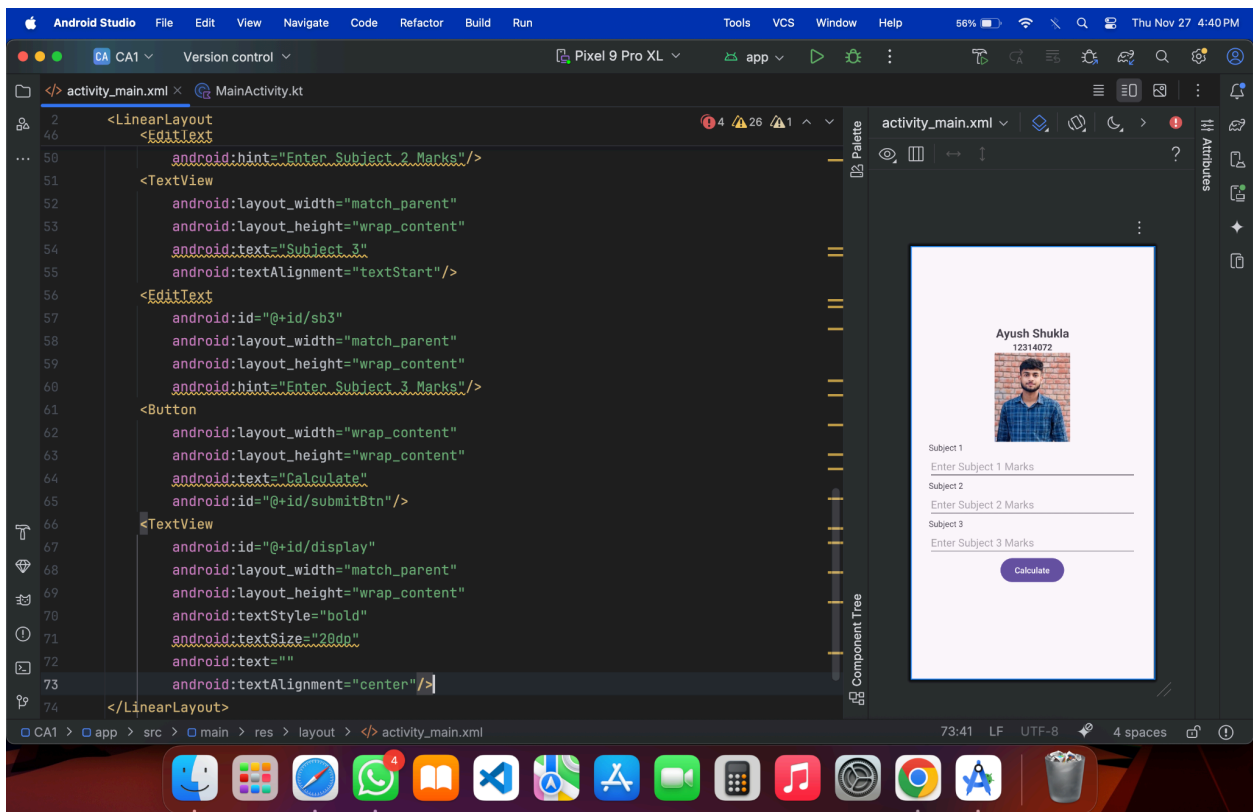 Android Studio File Edit View Navigate Code Refactor Build Run Tools VCS Window Help 56% Thu Nov 27 4:40 PM
CA CA1 Version control Pixel 9 Pro XL app
</> activity_main.xml × MainActivity.kt
2 <LinearLayout 4 26 1
46 <EditText
50 android:hint="Enter Subject 2 Marks"/>
51 <TextView
52 android:layout_width="match_parent"
53 android:layout_height="wrap_content"
54 android:text="Subject 3"
55 android:textAlignment="textStart"/>
56 <EditText
57 android:id="@+id/sb3"
58 android:layout_width="match_parent"
59 android:layout_height="wrap_content"
60 android:hint="Enter Subject 3 Marks"/>
61 <Button
62 android:layout_width="wrap_content"
63 android:layout_height="wrap_content"
64 android:text="Calculate"
65 android:id="@+id/submitBtn"/>
66 <TextView
67 android:id="@+id/display"
68 android:layout_width="match_parent"
69 android:layout_height="wrap_content"
70 android:textStyle="bold"
71 android:textSize="20dp"
72 android:text=""
73 android:textAlignment="center"/>
74 </LinearLayout>
Palette
Component Tree
activity_main.xml
?
Attributes
Ayush Shukla
12314072
Subject 1
Enter Subject 1 Marks
Subject 2
Enter Subject 2 Marks
Subject 3
Enter Subject 3 Marks
Calculate
CA1 > app > src > main > res > layout > </> activity_main.xml 73:41 LF UTF-8 4 spaces
4